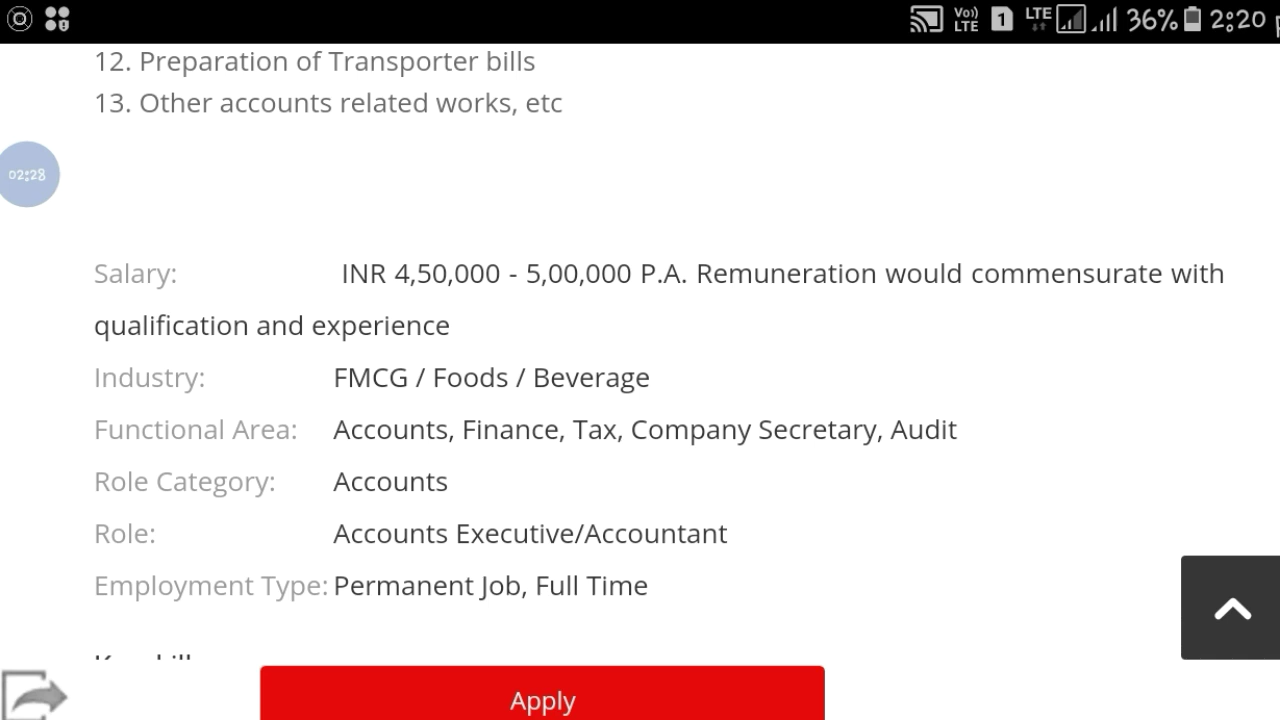 Vo) LTE 1 LTE 36% 2:20
12. Preparation of Transporter bills
13. Other accounts related works, etc
02:28
Salary: INR 4,50,000 - 5,00,000 P.A. Remuneration would commensurate with
qualification and experience
Industry: FMCG / Foods / Beverage
Functional Area: Accounts, Finance, Tax, Company Secretary, Audit
Role Category: Accounts
Role: Accounts Executive/Accountant
Employment Type: Permanent Job, Full Time
Apply